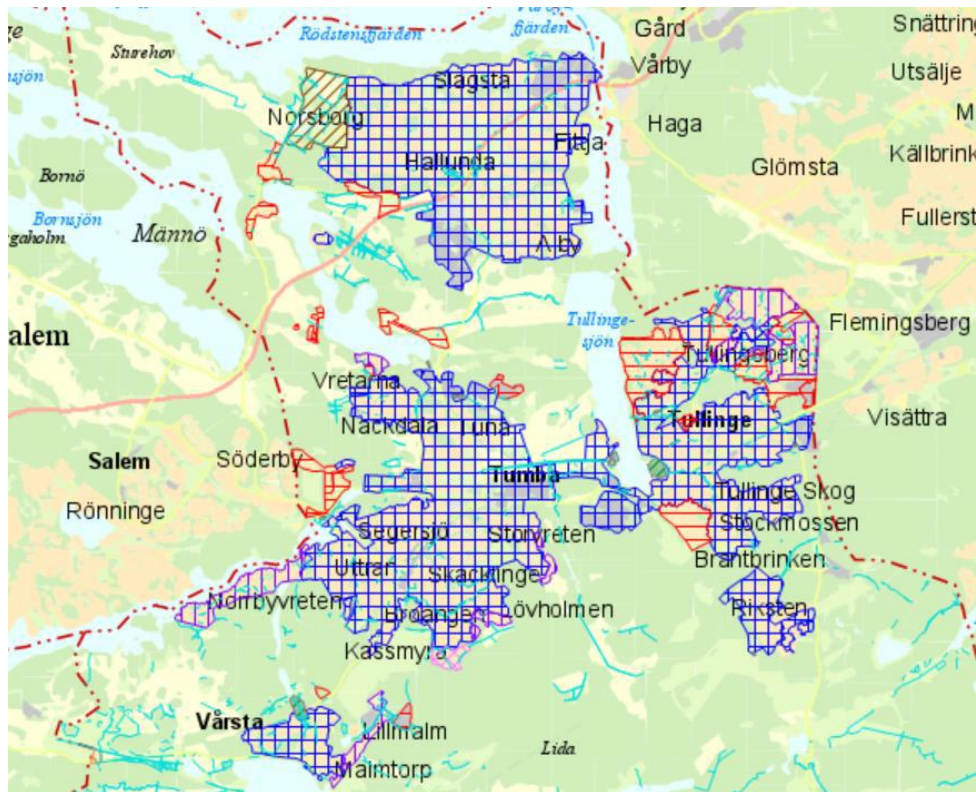 Gård
Snättring
Rödstensfjärden
fjärden
Sturehov
Vårby
Utsälje
Slagsta
Norsborg
Haga
Fittja
Källbrink
Hallunda
Glömsta
Bornö
Bornsjön
Männö
Fullerst
Alby
Tullinge-
sjön
Flemingsberg
alem
Tullingeberg
Vretarna
Nackdala
Luna
Tullinge
Visättra
Salem
Söderby
Tumba
Rönninge
Tullinge Skog
Segersjö
Storvreten
Stockmossen
Uttran
Skäcklinge
Brantbrinken
Norrbyvreten
Broängen
Lövholmen
Riksten
Kassmyra
Vårsta
Lillmalm
Lida
Malmtorp